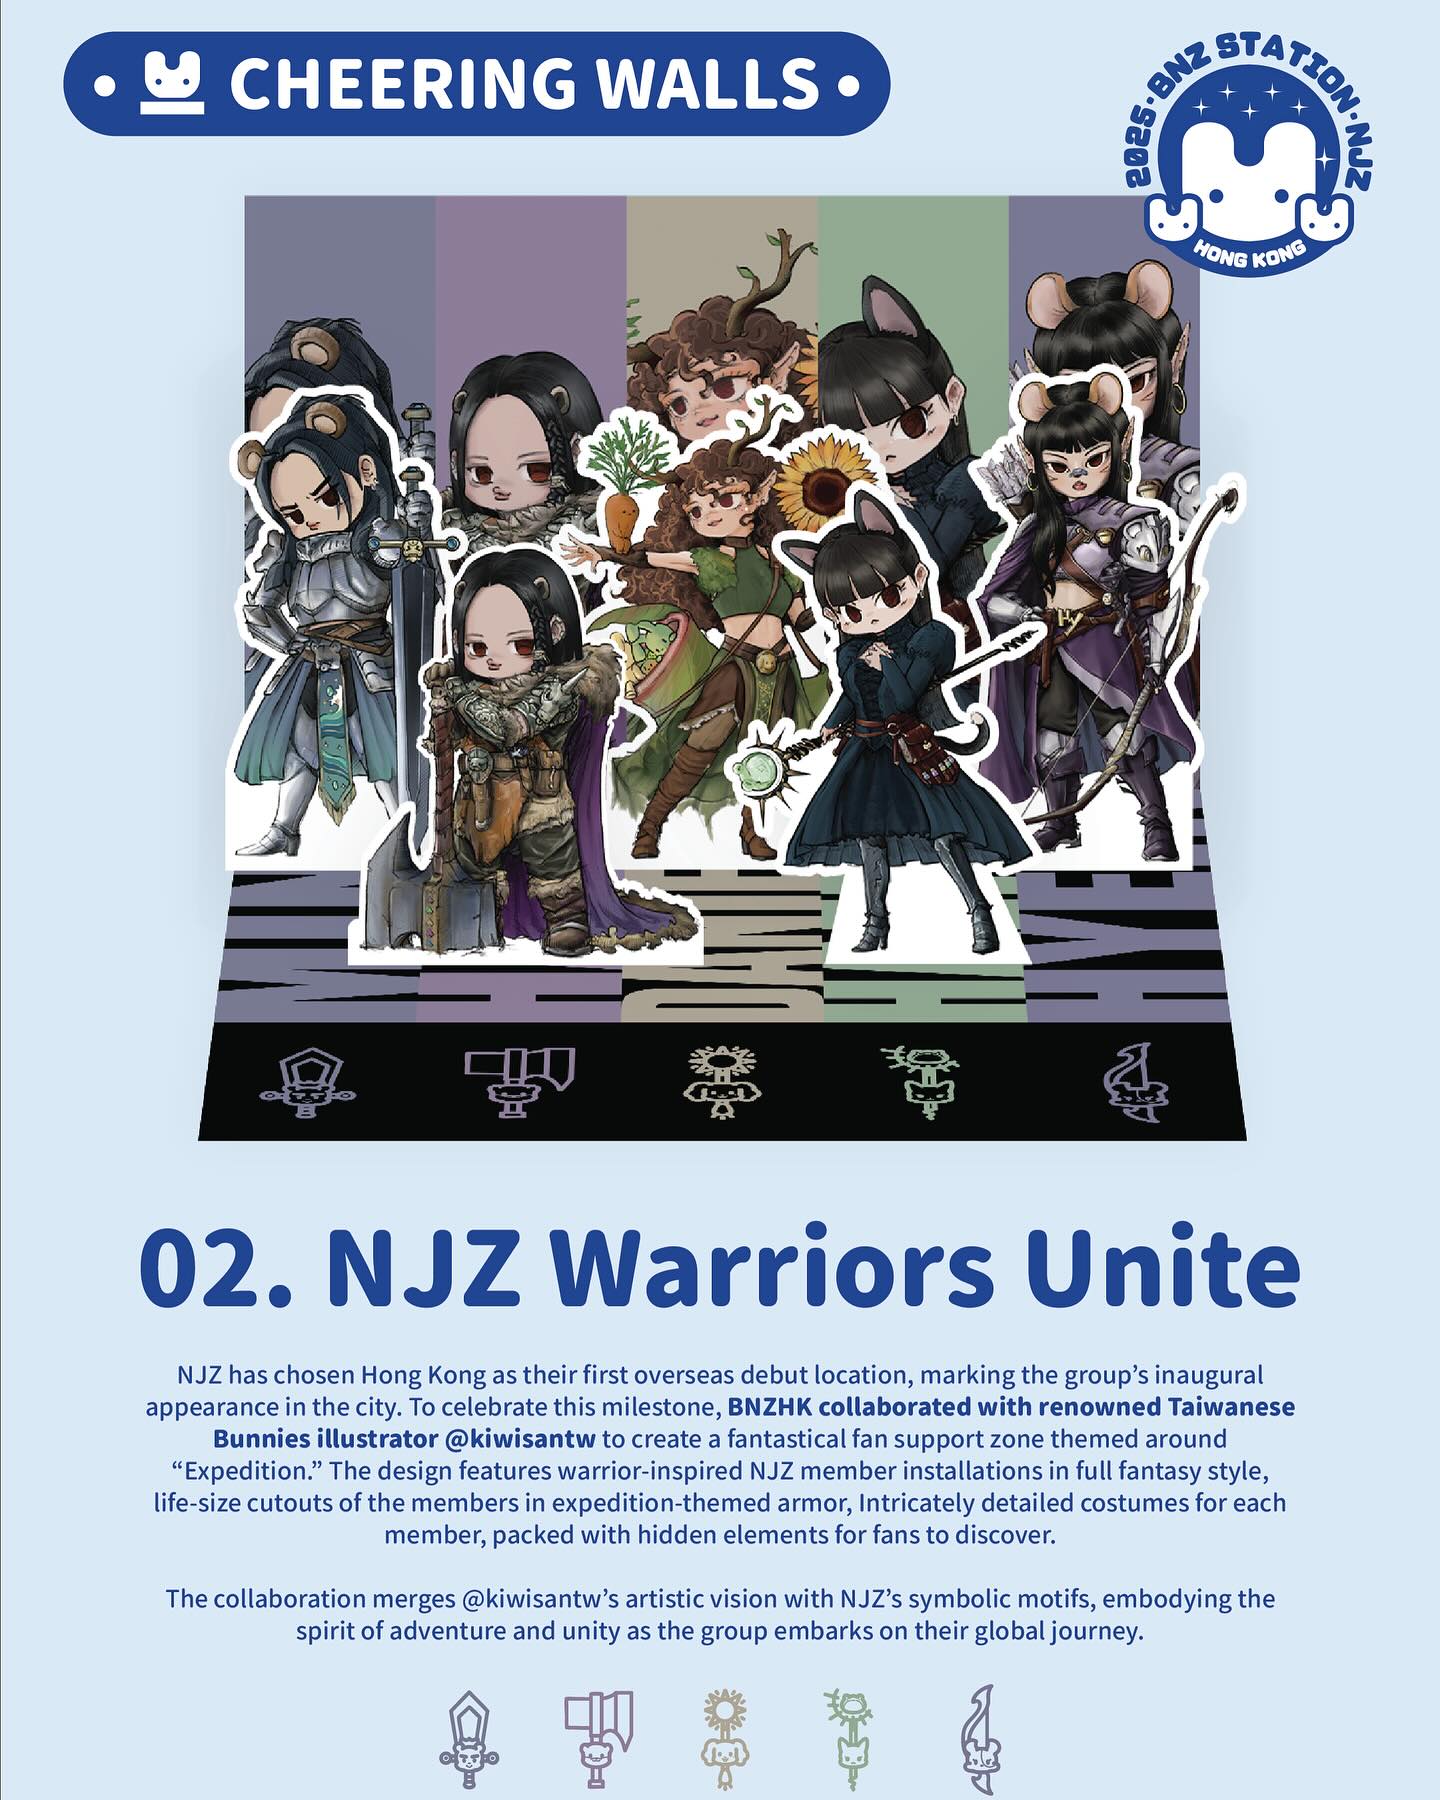 CHEERING WALLS
2025·BNZ STATION·NJZ
HONG KONG
Hy
02. NJZ Warriors Unite
NJZ has chosen Hong Kong as their first overseas debut location, marking the group’s inaugural
appearance in the city. To celebrate this milestone, BNZHK collaborated with renowned Taiwanese
Bunnies illustrator @kiwisantw to create a fantastical fan support zone themed around
“Expedition.” The design features warrior-inspired NJZ member installations in full fantasy style,
life-size cutouts of the members in expedition-themed armor, Intricately detailed costumes for each
member, packed with hidden elements for fans to discover.
The collaboration merges @kiwisantw’s artistic vision with NJZ’s symbolic motifs, embodying the
spirit of adventure and unity as the group embarks on their global journey.